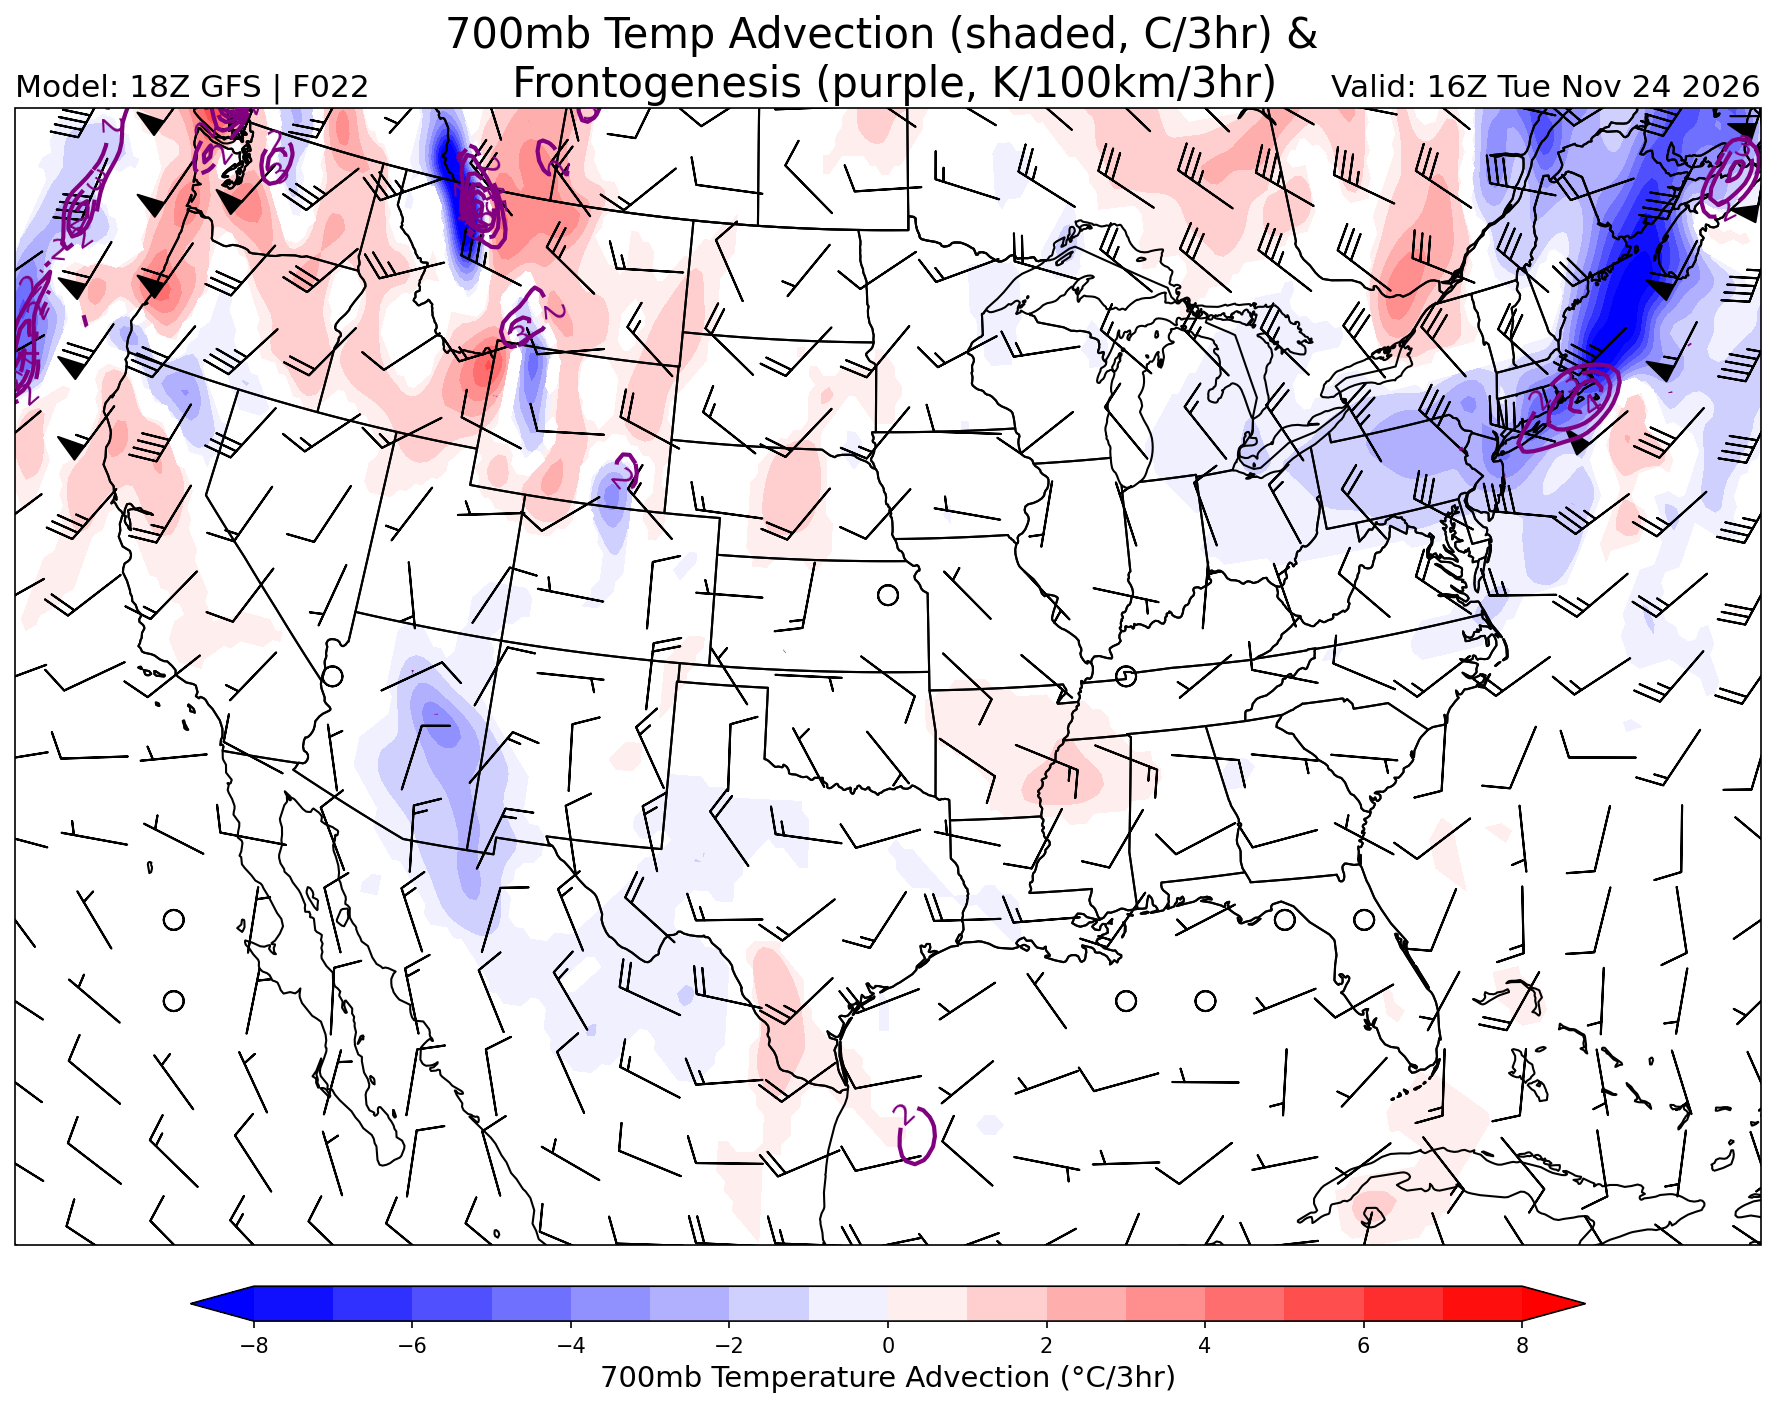 700mb Temp Advection (shaded, C/3hr) &
Model: 18Z GFS | F022
Frontogenesis (purple, K/100km/3hr)
Valid: 16Z Tue Nov 24 2026
−8 −6 −4 −2 0 2 4 6 8
700mb Temperature Advection (°C/3hr)